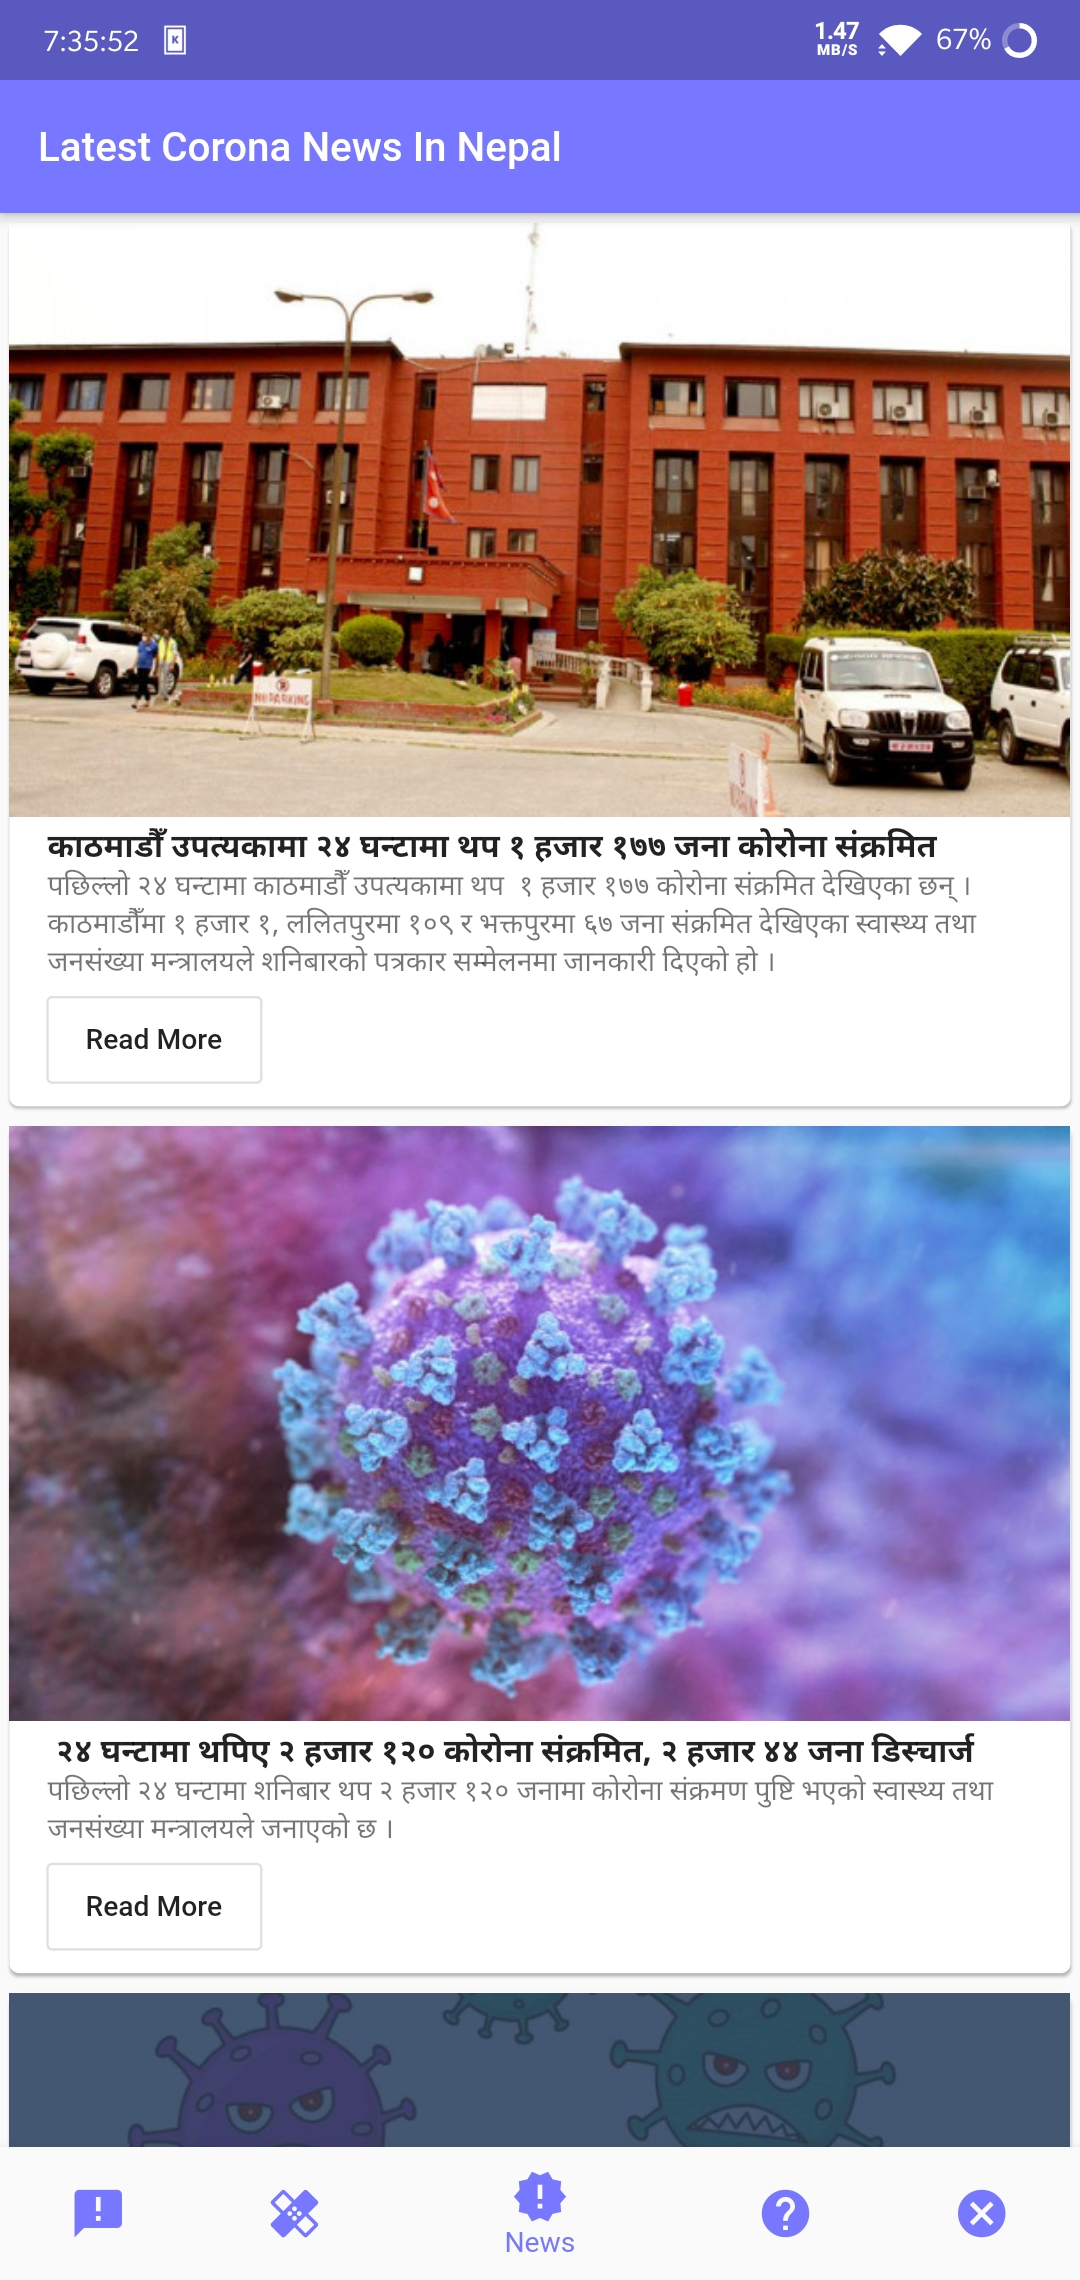 7:35:52
K
1.47
MB/S
67%
Latest Corona News In Nepal
NO PARKING
काठमाडौँ उपत्यकामा २४ घन्टामा थप १ हजार १७७ जना कोरोना संक्रमित
पछिल्लो २४ घन्टामा काठमाडौँ उपत्यकामा थप १ हजार १७७ कोरोना संक्रमित देखिएका छन् ।
काठमाडौँमा १ हजार १, ललितपुरमा १०९ र भक्तपुरमा ६७ जना संक्रमित देखिएका स्वास्थ्य तथा
जनसंख्या मन्त्रालयले शनिबारको पत्रकार सम्मेलनमा जानकारी दिएको हो ।
Read More
२४ घन्टामा थपिए २ हजार १२० कोरोना संक्रमित, २ हजार ४४ जना डिस्चार्ज
पछिल्लो २४ घन्टामा शनिबार थप २ हजार १२० जनामा कोरोना संक्रमण पुष्टि भएको स्वास्थ्य तथा
जनसंख्या मन्त्रालयले जनाएको छ ।
Read More
News